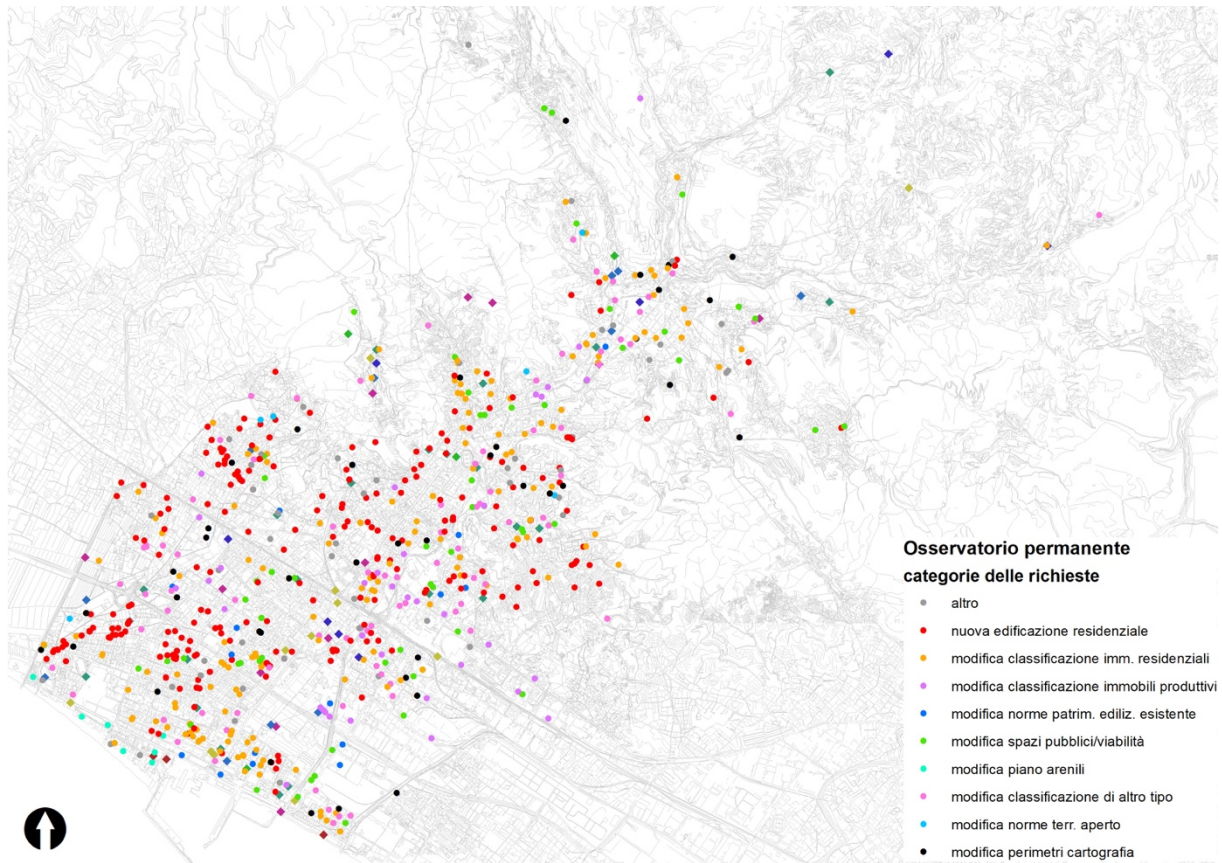 Osservatorio permanente
categorie delle richieste
altro
nuova edificazione residenziale
modifica classificazione imm. residenziali
modifica classificazione immobili produttivi
modifica norme patrim. ediliz. esistente
modifica spazi pubblici/viabilità
modifica piano arenili
modifica classificazione di altro tipo
modifica norme terr. aperto
modifica perimetri cartografia